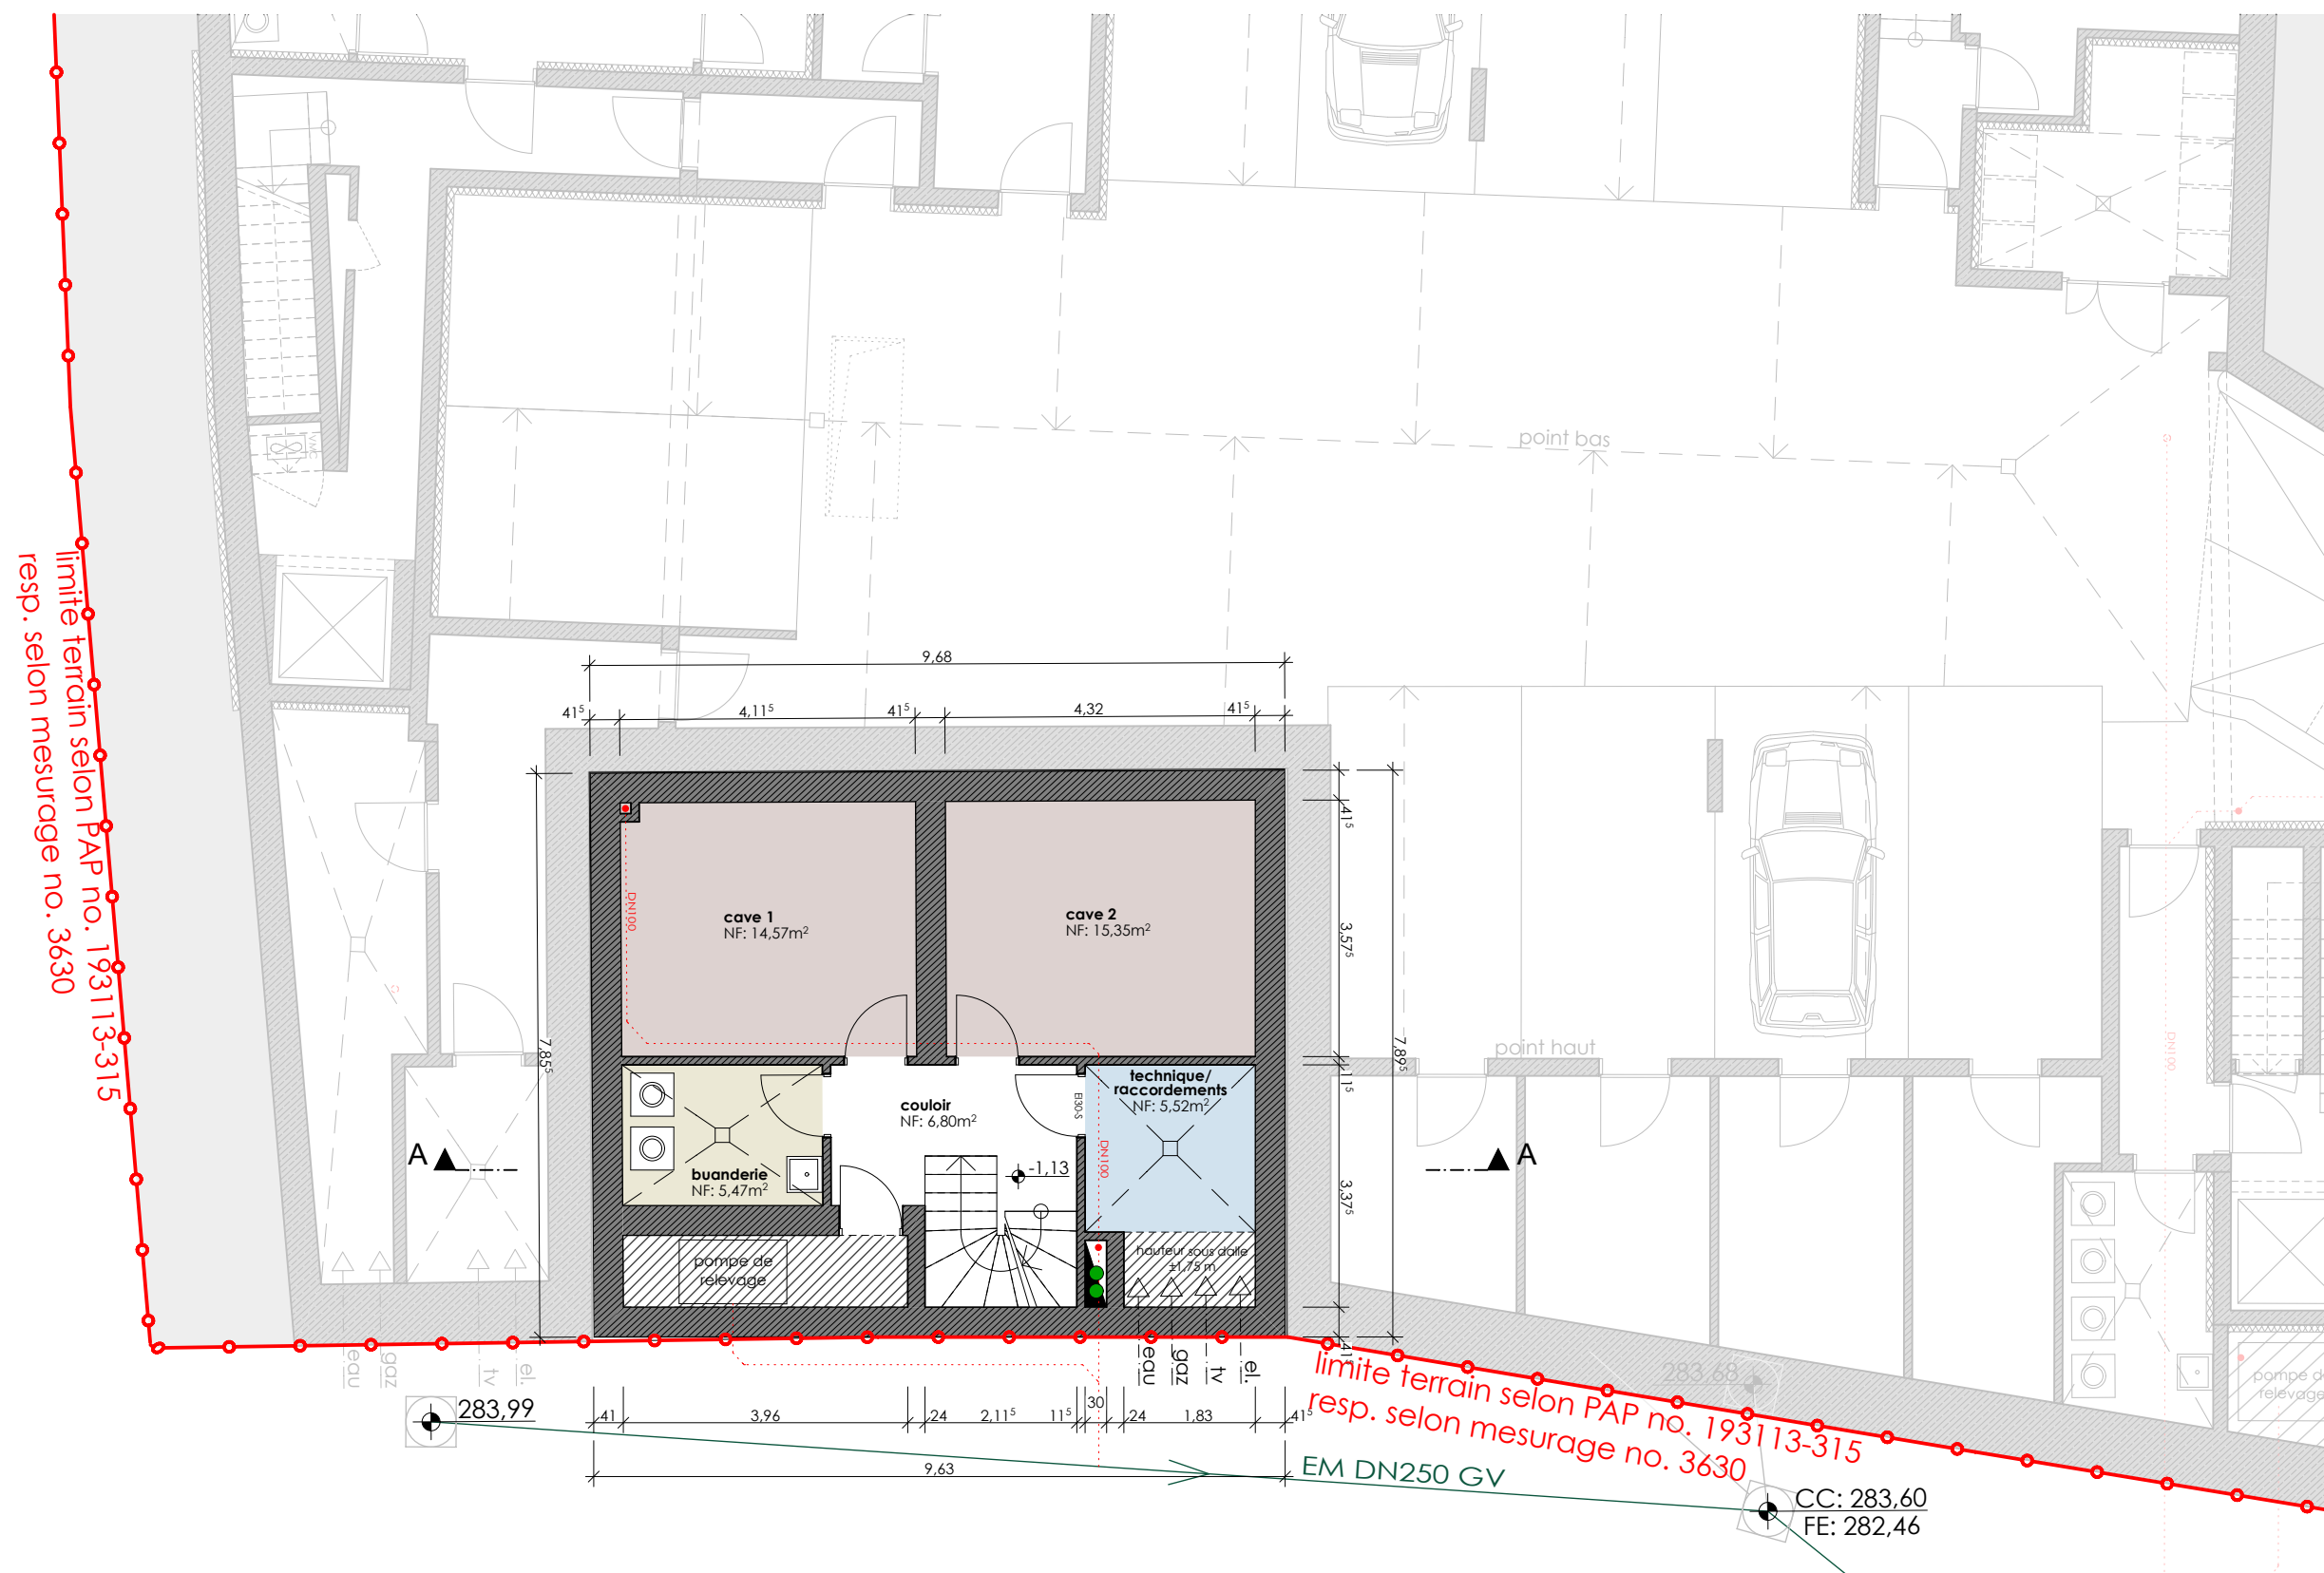 VMC
point bas
limite terrain selon PAP no. 193113-315
resp. selon mesurage no. 3630
9,68
41⁵
4,11⁵
41⁵
4,32
41⁵
DN100
cave 1
NF: 14,57m²
cave 2
NF: 15,35m²
41⁵
3,57⁵
11⁵
3,37⁵
41⁵
7,85⁵
7,89⁵
point haut
DN100
technique/
raccordements
NF: 5,52m²
couloir
NF: 6,80m²
EI30-S
DN100
buanderie
NF: 5,47m²
-1,13
A
A
pompe de
relevage
hauteur sous dalle
±1,75 m
eau
gaz
tv
el.
eau
gaz
tv
el.
limite terrain selon PAP no. 193113-315
resp. selon mesurage no. 3630
283,68
pompe de
relevage
283,99
41
3,96
24
2,11⁵
11⁵
30
24
1,83
41⁵
9,63
EM DN250 GV
CC: 283,60
FE: 282,46